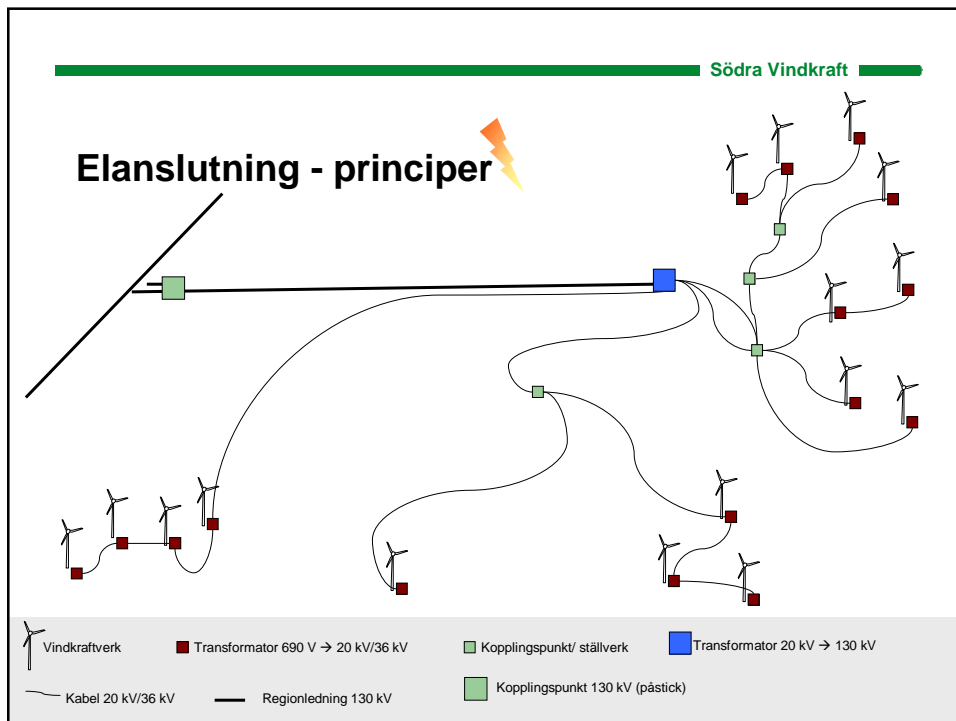 Södra Vindkraft
Elanslutning - principer
Vindkraftverk
Transformator 690 V → 20 kV/36 kV
Kopplingspunkt/ ställverk
Transformator 20 kV → 130 kV
Kabel 20 kV/36 kV
Regionledning 130 kV
Kopplingspunkt 130 kV (påstick)